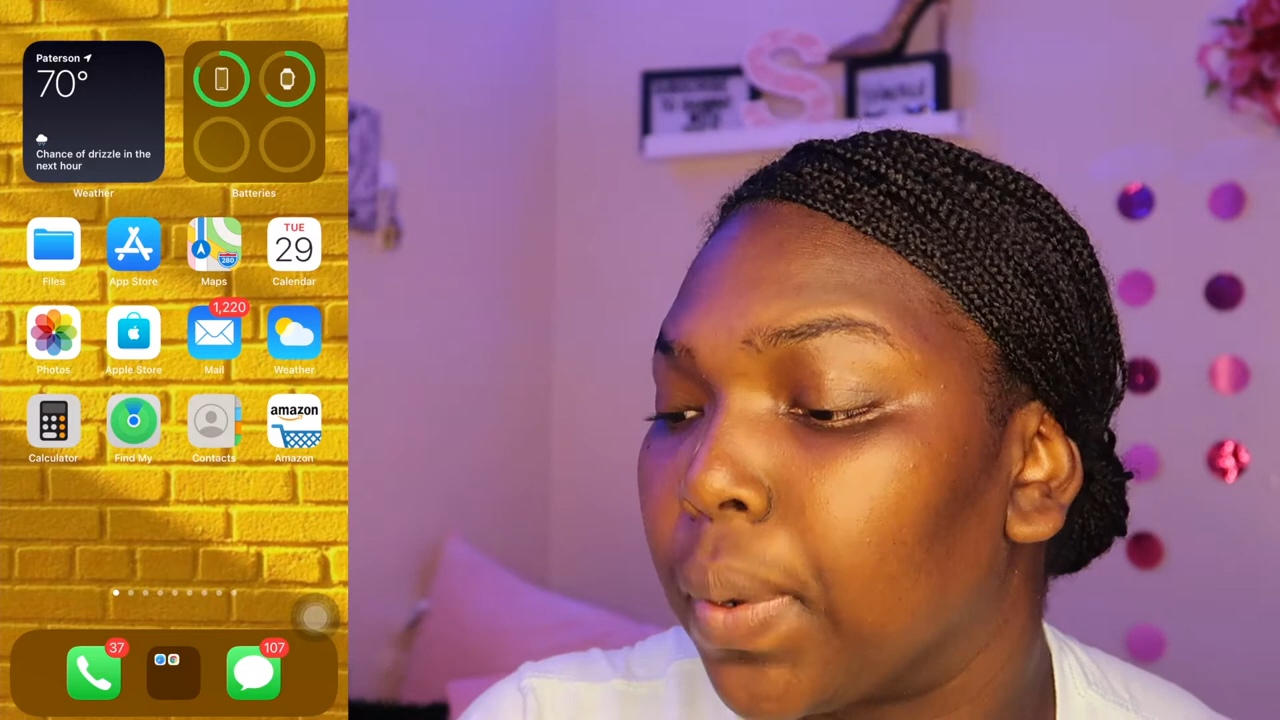 Paterson
70°
Chance of drizzle in the
next hour
Weather
Batteries
Files
App Store
280
Maps
TUE
29
Calendar
Photos
Apple Store
1,220
Mail
Weather
Calculator
Find My
Contacts
amazon
Amazon
37
107
S